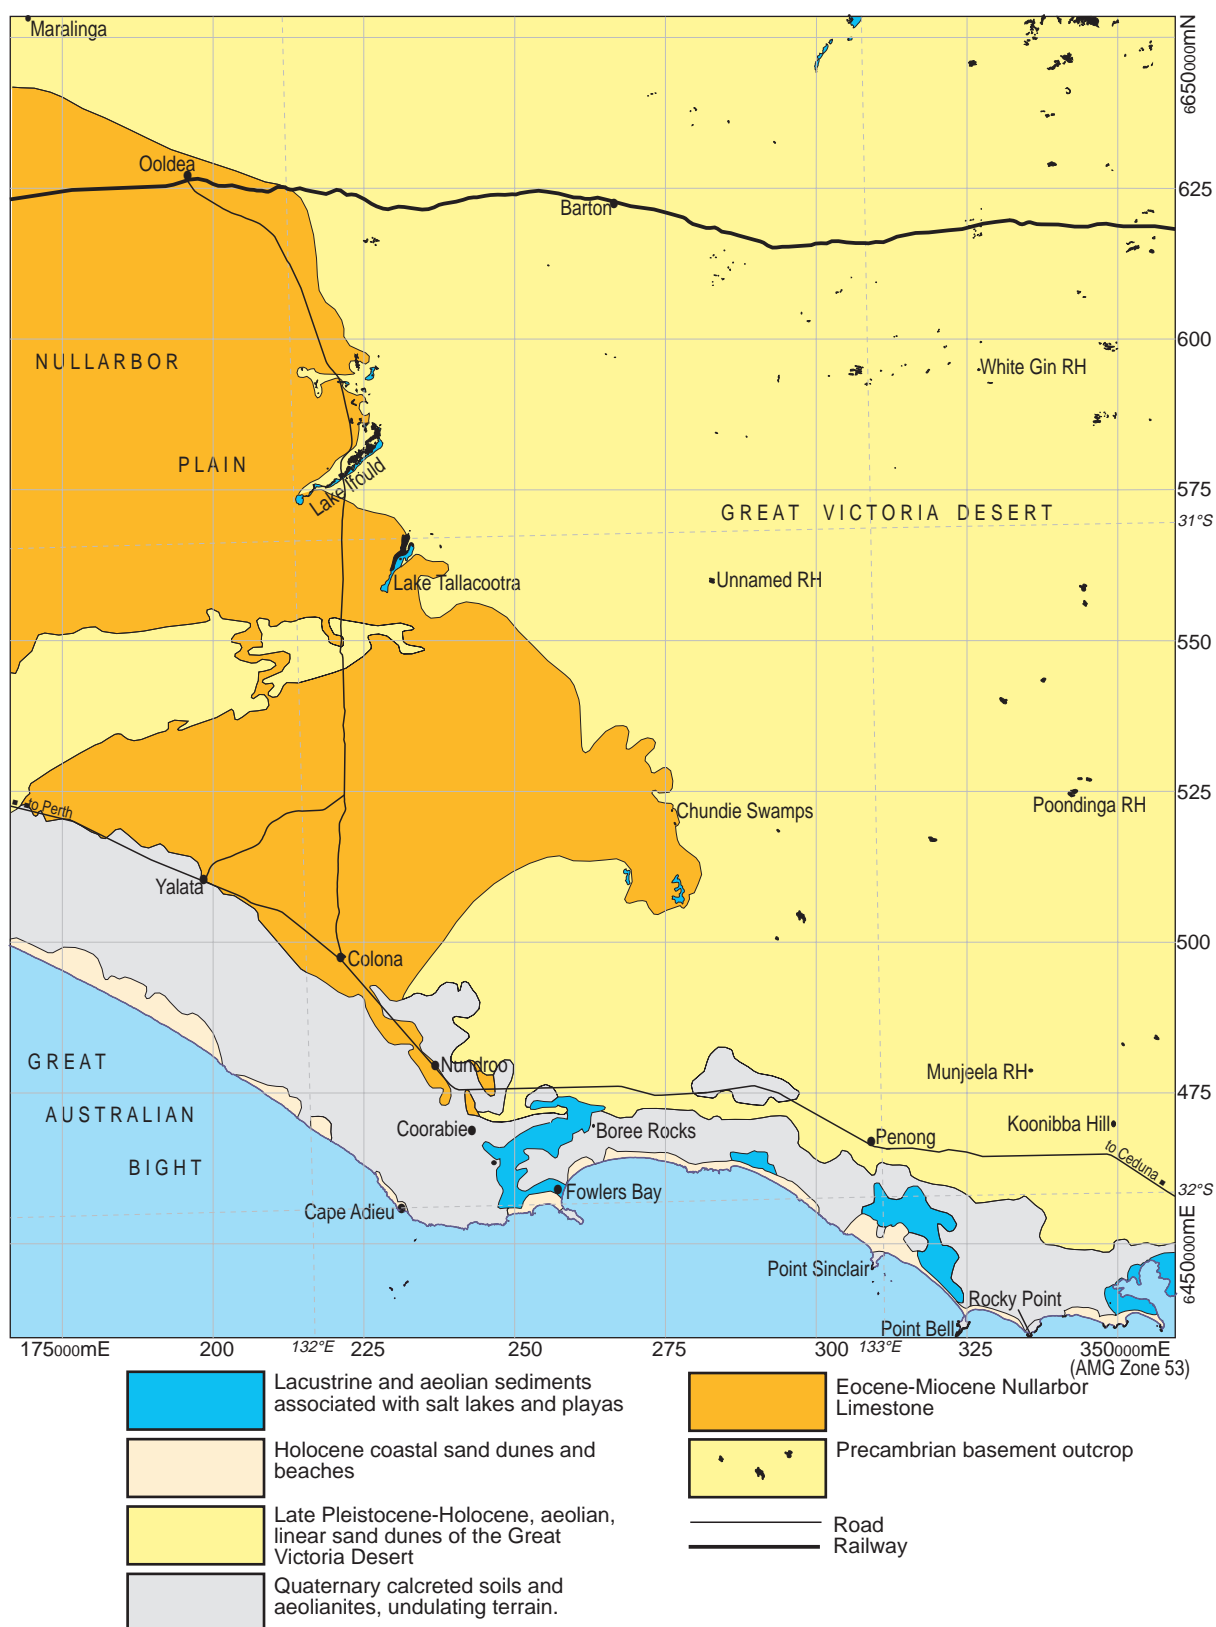 Maralinga
6650000mN
Ooldea
625
Barton
600
NULLARBOR
White Gin RH
PLAIN
Lake Ifould
575
GREAT VICTORIA DESERT
31°S
Lake Tallacootra
Unnamed RH
550
525
to Perth
Chundie Swamps
Poondinga RH
Yalata
500
Colona
GREAT
Nundroo
Munjeela RH
475
AUSTRALIAN
Koonibba Hill
Coorabie
Boree Rocks
Penong
BIGHT
to Ceduna
Fowlers Bay
32°S
Cape Adieu
Point Sinclair
6450000mE
Rocky Point
Point Bell
175000mE
200
132°E
225
250
275
300
133°E
325
350000mE
(AMG Zone 53)
Lacustrine and aeolian sediments
associated with salt lakes and playas
Holocene coastal sand dunes and
beaches
Late Pleistocene-Holocene, aeolian,
linear sand dunes of the Great
Victoria Desert
Quaternary calcreted soils and
aeolianites, undulating terrain.
Eocene-Miocene Nullarbor
Limestone
Precambrian basement outcrop
Road
Railway